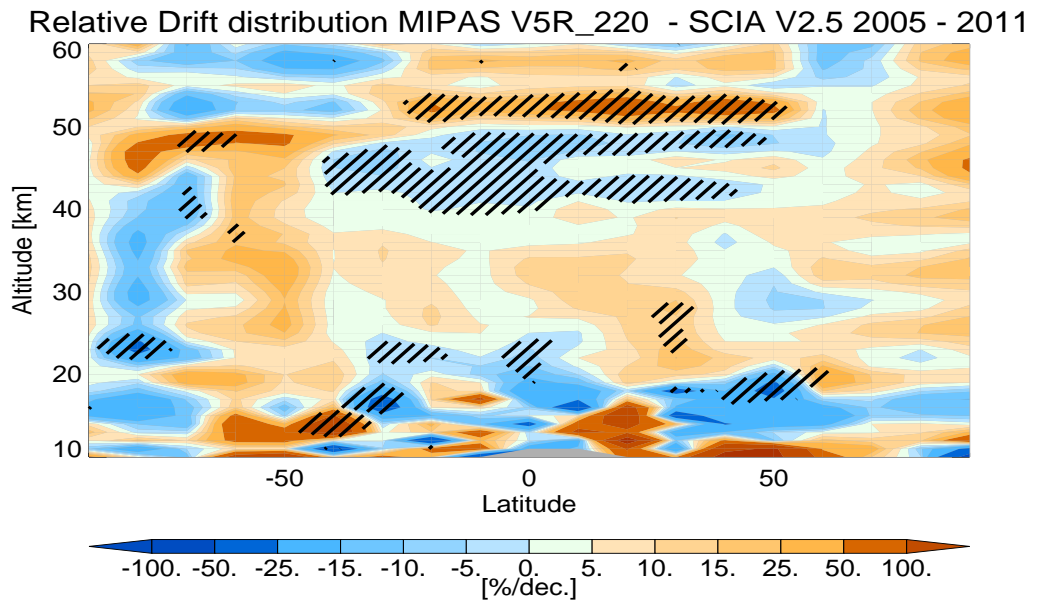 Relative Drift distribution MIPAS V5R_220 - SCIA V2.5 2005 - 2011
60
50
40
30
20
10
Altitude [km]
-50 0 50
Latitude
-100. -50. -25. -15. -10. -5. 0. 5. 10. 15. 25. 50. 100.
[%/dec.]